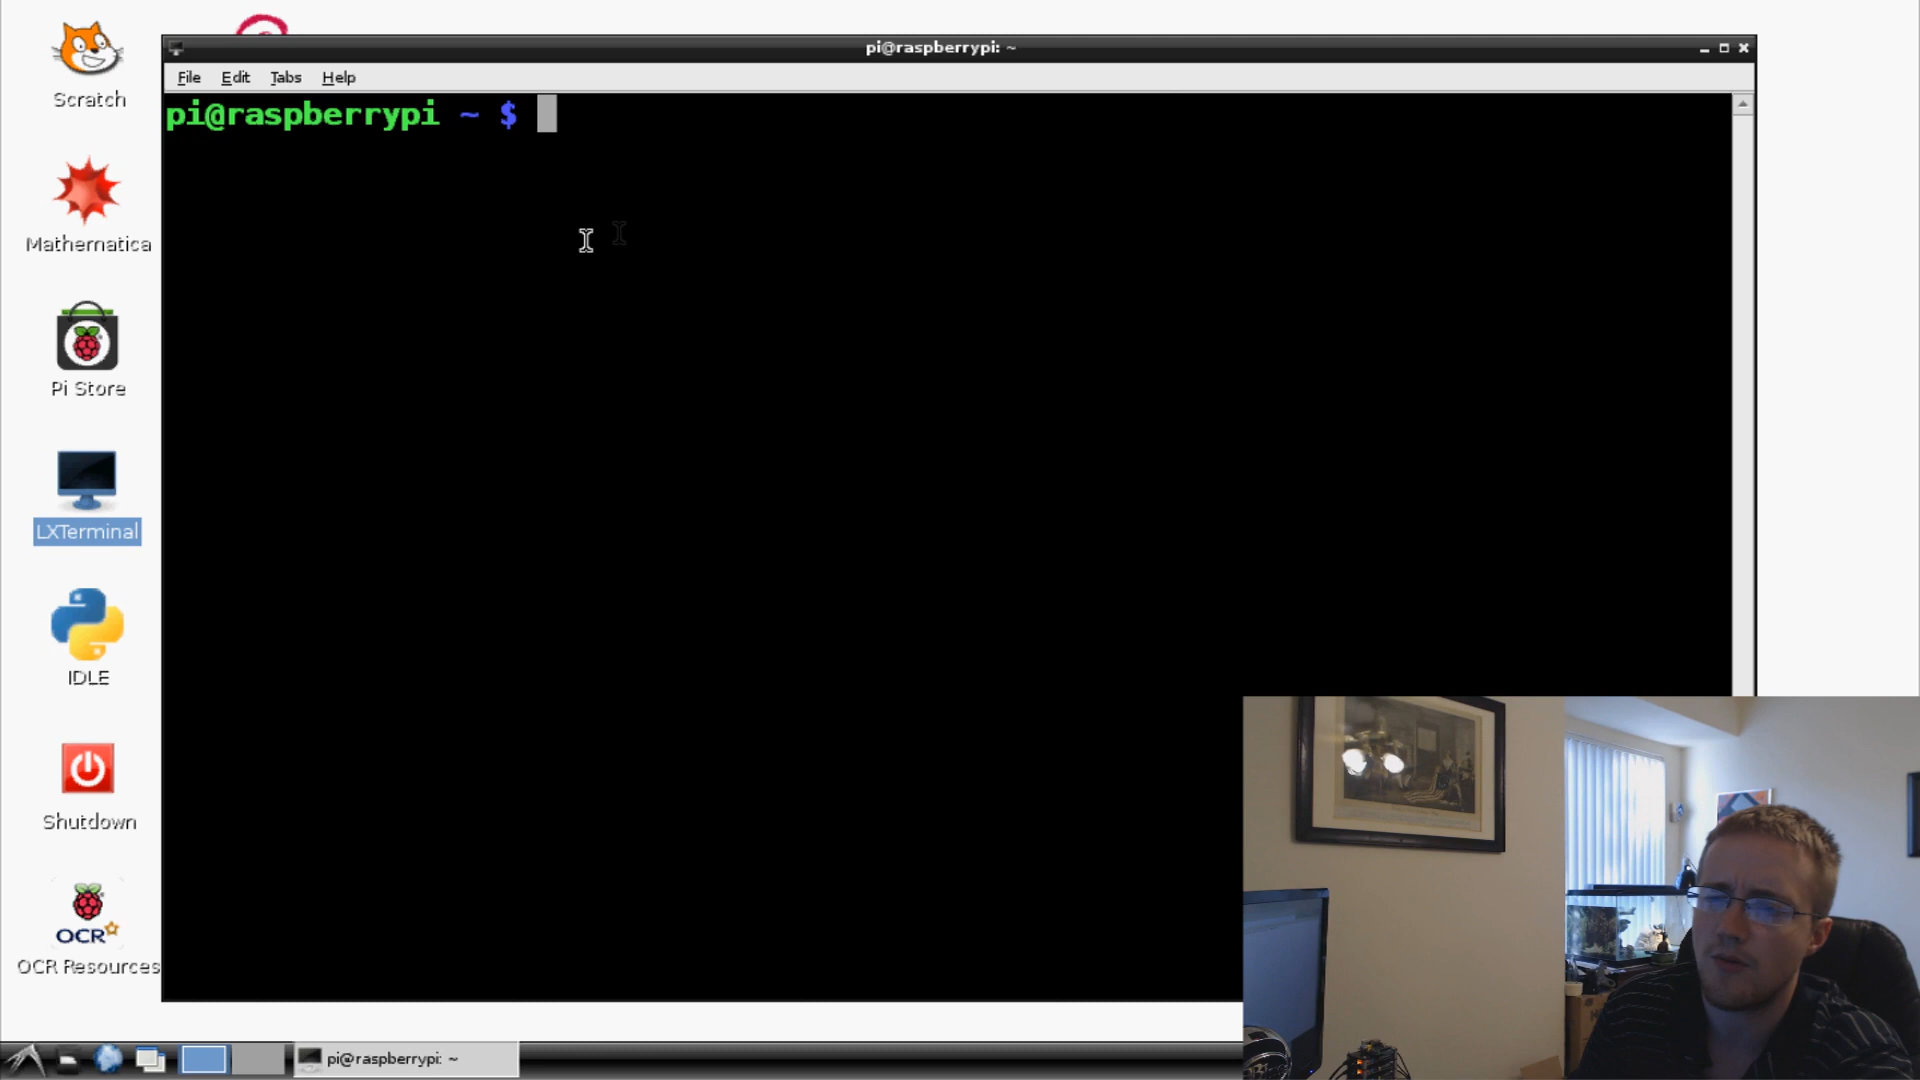 pi@raspberrypi: ~
File Edit Tabs Help
pi@raspberrypi ~ $
Scratch
Mathematica
Pi Store
LXTerminal
IDLE
Shutdown
OCR
OCR Resources
pi@raspberrypi: ~